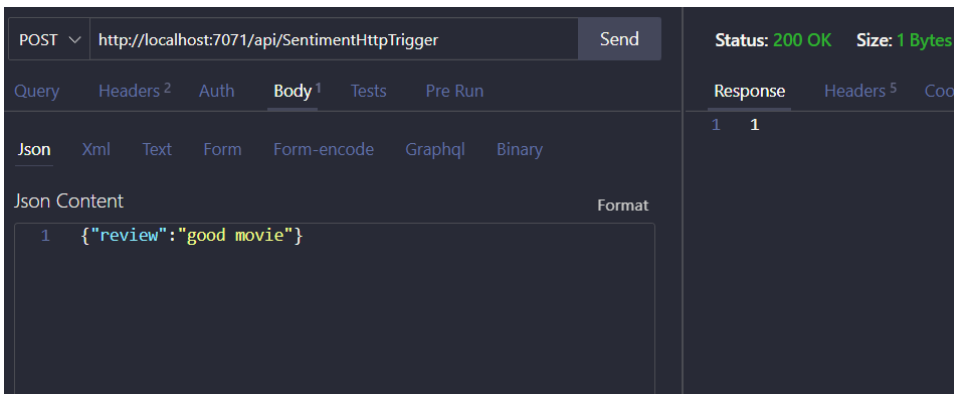 POST http://localhost:7071/api/SentimentHttpTrigger Send
Query Headers 2 Auth Body 1 Tests Pre Run
Json Xml Text Form Form-encode Graphql Binary
Json Content Format
1 {"review":"good movie"}
Status: 200 OK Size: 1 Bytes
Response Headers 5 Coo
1 1